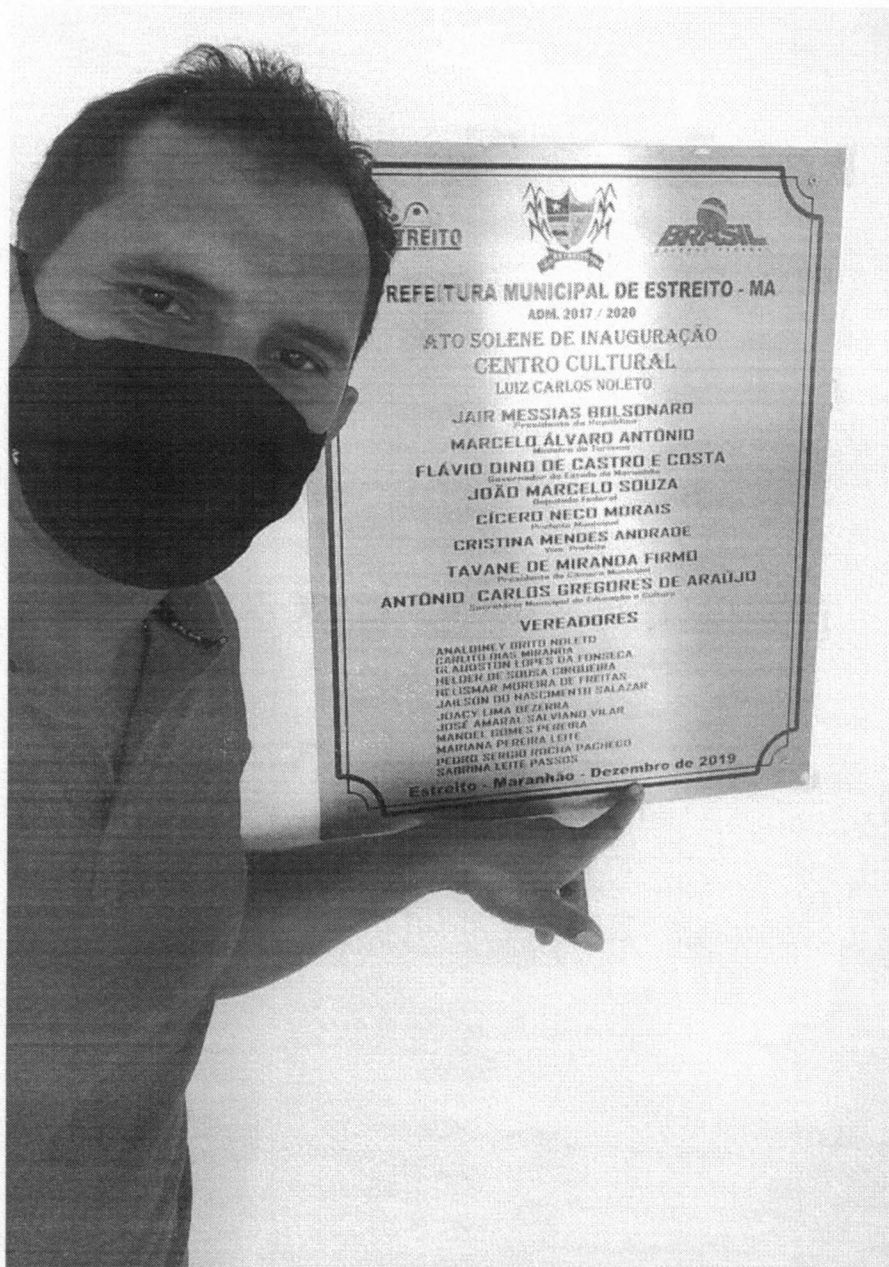 TREITO
ESTREITO
BRASIL
GOVERNO FEDERAL
REFEITURA MUNICIPAL DE ESTREITO - MA
ADM. 2017 / 2020
ATO SOLENE DE INAUGURAÇÃO
CENTRO CULTURAL
LUIZ CARLOS NOLETO
JAIR MESSIAS BOLSONARO
Presidente da República
MARCELO ÁLVARO ANTÔNIO
Ministro do Turismo
FLÁVIO DINO DE CASTRO E COSTA
Governador do Estado do Maranhão
JOÃO MARCELO SOUZA
Deputado Federal
CÍCERO NECO MORAIS
Prefeito Municipal
CRISTINA MENDES ANDRADE
Vice Prefeita
TAVANE DE MIRANDA FIRMO
Presidente da Câmara Municipal
ANTÔNIO CARLOS GREGORES DE ARAÚJO
Secretário Municipal de Educação e Cultura
VEREADORES
ANALDINEY BRITO NOLETO
CARLITO DIAS MIRANDA
GLAUBSTON LOPES DA FONSECA
HELDER DE SOUSA CIRQUEIRA
HELISMAR MOREIRA DE FREITAS
JAILSON DO NASCIMENTO SALAZAR
JOACY LIMA BEZERRA
JOSÉ AMARAL SALVIANO VILAR
MANOEL GOMES PEREIRA
MARIANA PEREIRA LEITE
PEDRO SERGIO ROCHA PACHECO
SABRINA LEITE PASSOS
Estreito - Maranhão - Dezembro de 2019